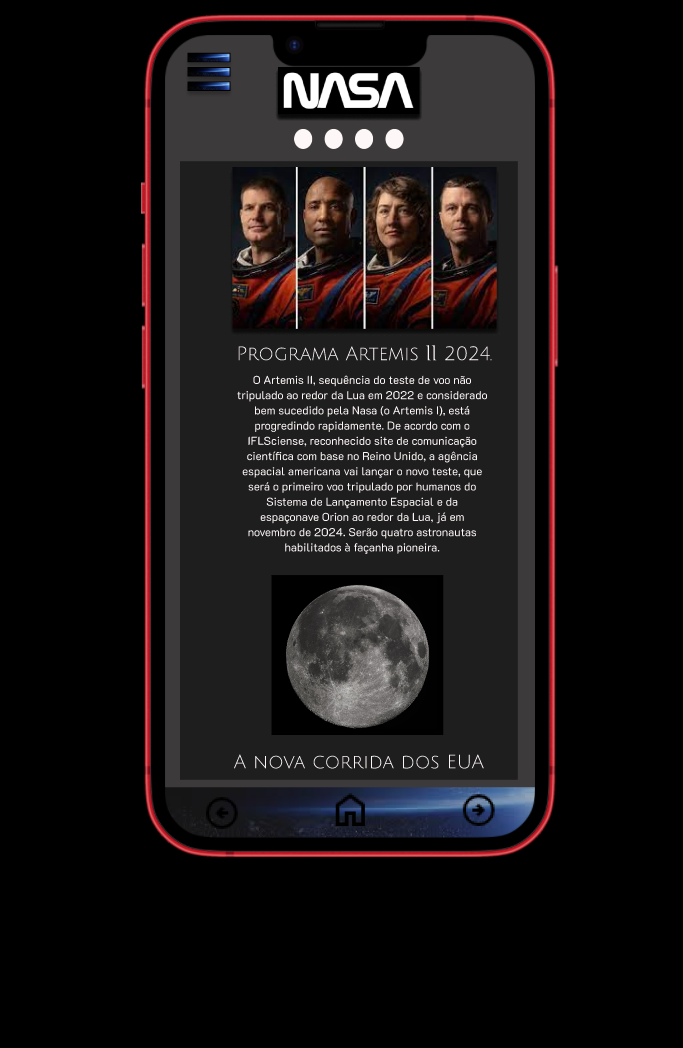 NASA
Programa Artemis II 2024.
O Artemis II, sequência do teste de voo não
tripulado ao redor da Lua em 2022 e considerado
bem sucedido pela Nasa (o Artemis I), está
progredindo rapidamente. De acordo com o
IFLSciense, reconhecido site de comunicação
científica com base no Reino Unido, a agência
espacial americana vai lançar o novo teste, que
será o primeiro voo tripulado por humanos do
Sistema de Lançamento Espacial e da
espaçonave Orion ao redor da Lua, já em
novembro de 2024. Serão quatro astronautas
habilitados à façanha pioneira.
A nova corrida dos EUA